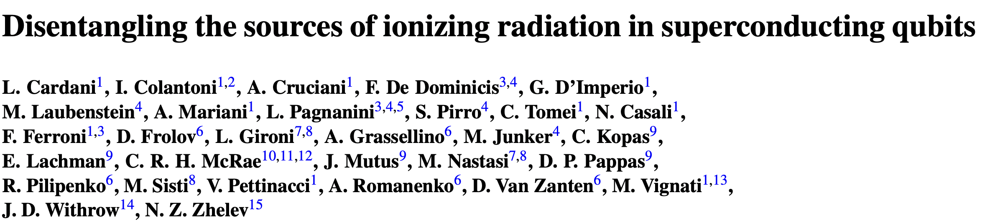 Disentangling the sources of ionizing radiation in superconducting qubits
L. Cardani1, I. Colantoni1,2, A. Cruciani1, F. De Dominicis3,4, G. D’Imperio1,
M. Laubenstein4, A. Mariani1, L. Pagnanini3,4,5, S. Pirro4, C. Tomei1, N. Casali1,
F. Ferroni1,3, D. Frolov6, L. Gironi7,8, A. Grassellino6, M. Junker4, C. Kopas9,
E. Lachman9, C. R. H. McRae10,11,12, J. Mutus9, M. Nastasi7,8, D. P. Pappas9,
R. Pilipenko6, M. Sisti8, V. Pettinacci1, A. Romanenko6, D. Van Zanten6, M. Vignati1,13,
J. D. Withrow14, N. Z. Zhelev15